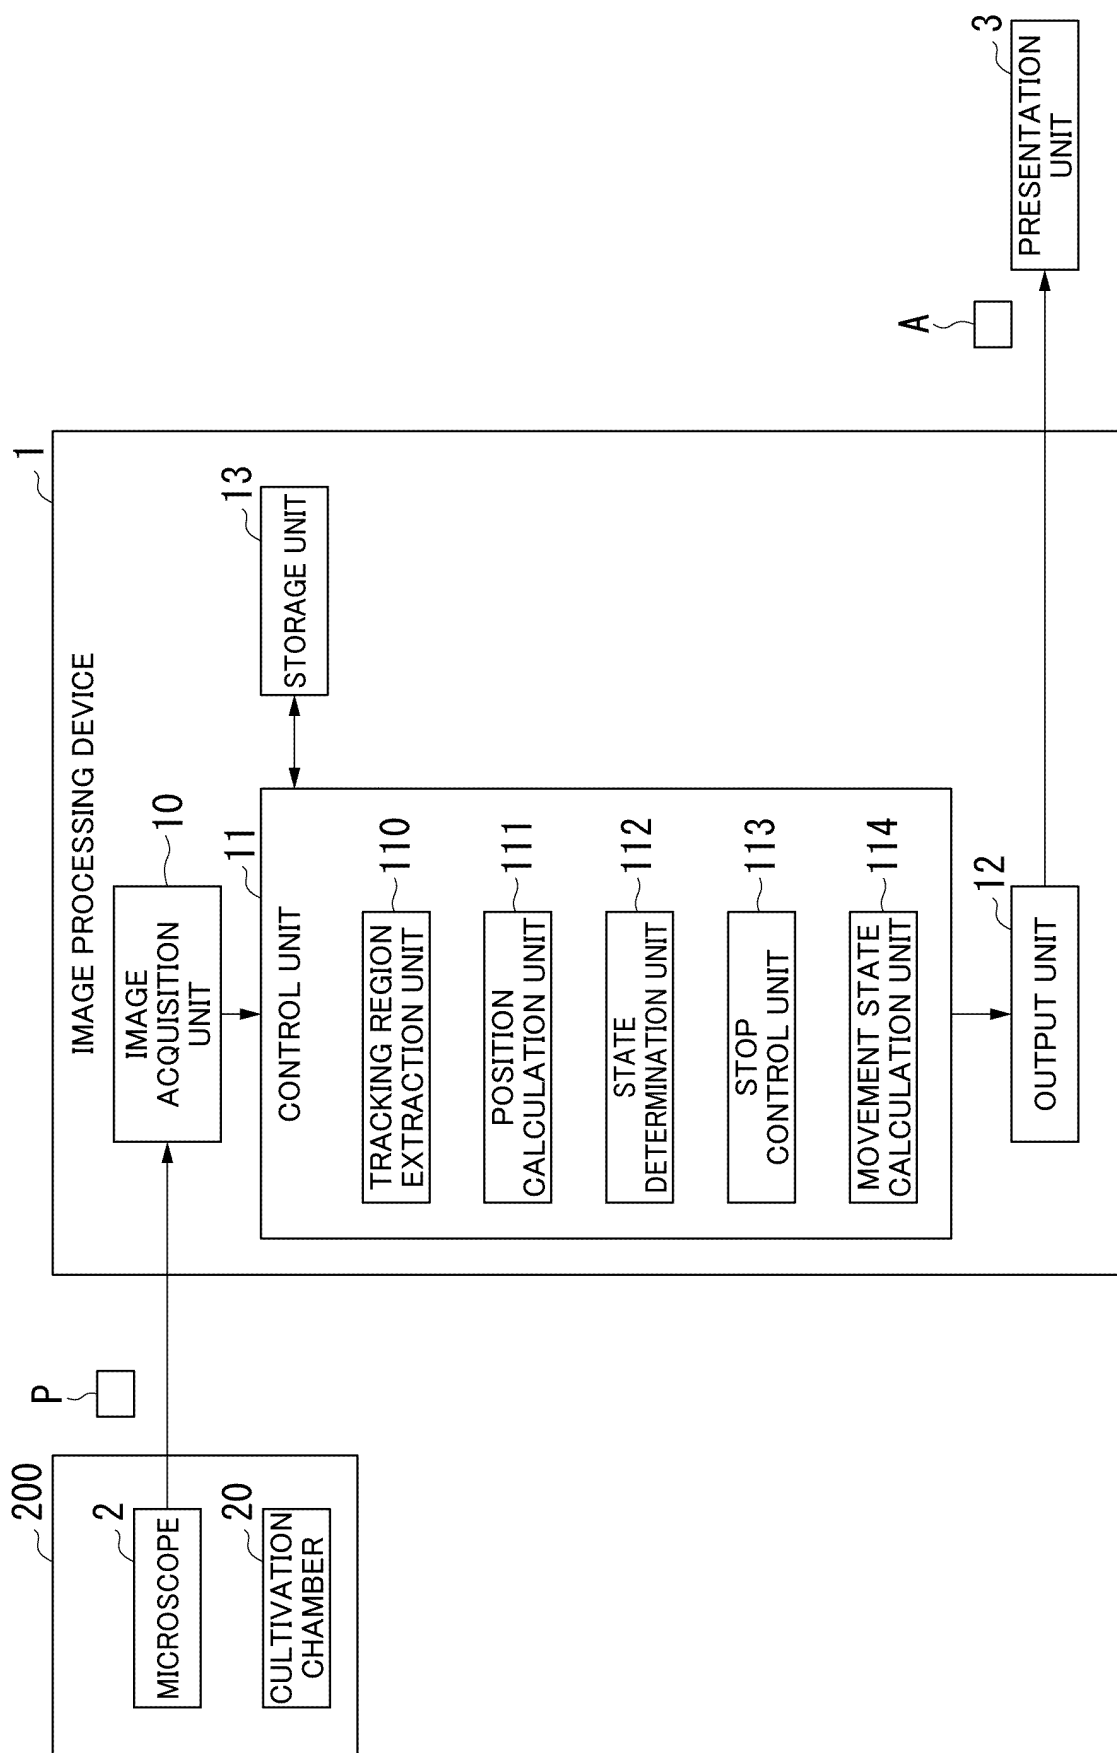 200
2
MICROSCOPE
20
CULTIVATION
CHAMBER
P
1
IMAGE PROCESSING DEVICE
10
IMAGE
ACQUISITION
UNIT
11
CONTROL UNIT
110
TRACKING REGION
EXTRACTION UNIT
111
POSITION
CALCULATION UNIT
112
STATE
DETERMINATION UNIT
113
STOP
CONTROL UNIT
114
MOVEMENT STATE
CALCULATION UNIT
13
STORAGE UNIT
12
OUTPUT UNIT
A
3
PRESENTATION
UNIT